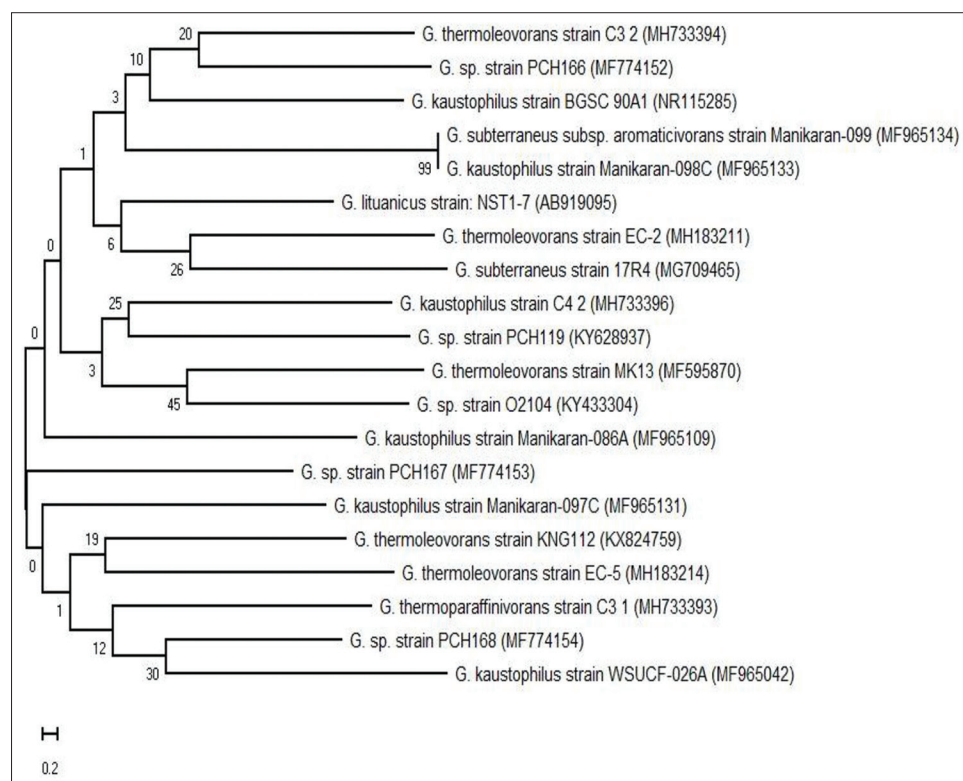 20
G. thermoleovorans strain C3 2 (MH733394)
G. sp. strain PCH166 (MF774152)
10
G. kaustophilus strain BGSC 90A1 (NR115285)
3
G. subterraneus subsp. aromaticivorans strain Manikaran-099 (MF965134)
99
G. kaustophilus strain Manikaran-098C (MF965133)
1
G. lituanicus strain: NST1-7 (AB919095)
6
G. thermoleovorans strain EC-2 (MH183211)
0
26
G. subterraneus strain 17R4 (MG709465)
25
G. kaustophilus strain C4 2 (MH733396)
0
G. sp. strain PCH119 (KY628937)
3
G. thermoleovorans strain MK13 (MF595870)
45
G. sp. strain O2104 (KY433304)
G. kaustophilus strain Manikaran-086A (MF965109)
G. sp. strain PCH167 (MF774153)
G. kaustophilus strain Manikaran-097C (MF965131)
19
G. thermoleovorans strain KNG112 (KX824759)
0
G. thermoleovorans strain EC-5 (MH183214)
1
G. thermoparaffinivorans strain C3 1 (MH733393)
12
G. sp. strain PCH168 (MF774154)
30
G. kaustophilus strain WSUCF-026A (MF965042)
0.2